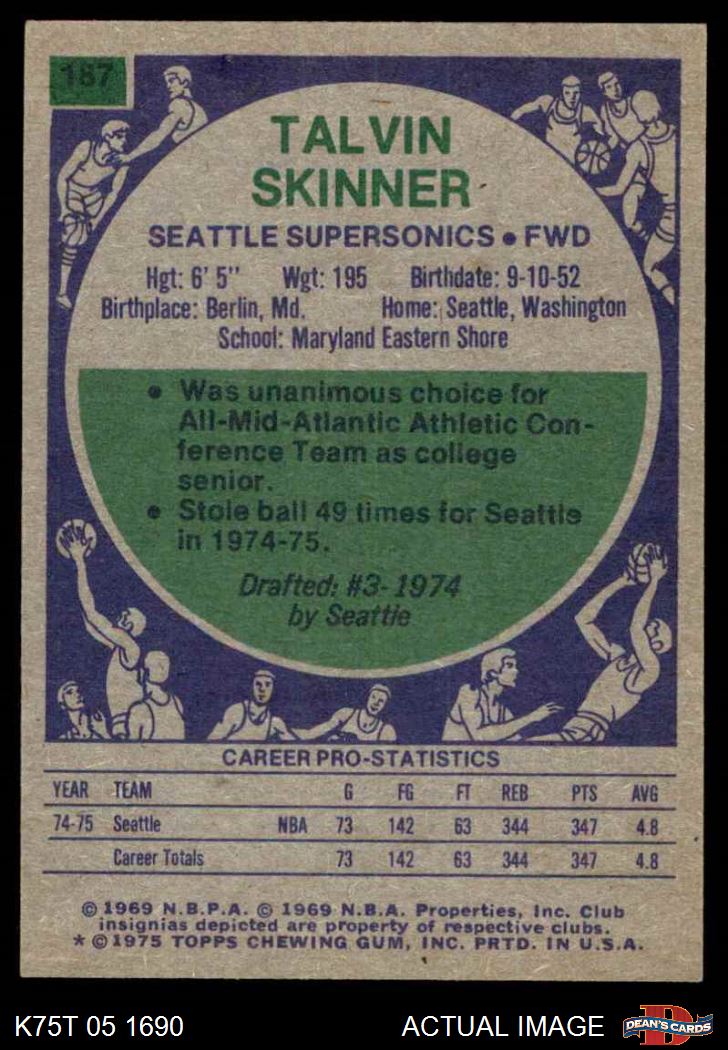 187
TALVIN
SKINNER
SEATTLE SUPERSONICS • FWD
Hgt: 6' 5" Wgt: 195 Birthdate: 9-10-52
Birthplace: Berlin, Md. Home: Seattle, Washington
School: Maryland Eastern Shore
• Was unanimous choice for
All-Mid-Atlantic Athletic Con-
ference Team as college
senior.
• Stole ball 49 times for Seattle
in 1974-75.
Drafted: #3-1974
by Seattle
CAREER PRO-STATISTICS
YEAR TEAM G FG FT REB PTS AVG
74-75 Seattle NBA 73 142 63 344 347 4.8
Career Totals 73 142 63 344 347 4.8
© 1969 N.B.P.A. © 1969 N.B.A. Properties, Inc. Club
insignias depicted are property of respective clubs.
* © 1975 TOPPS CHEWING GUM, INC. PRTD. IN U.S.A.
K75T 05 1690 ACTUAL IMAGE D DEAN'S CARDS